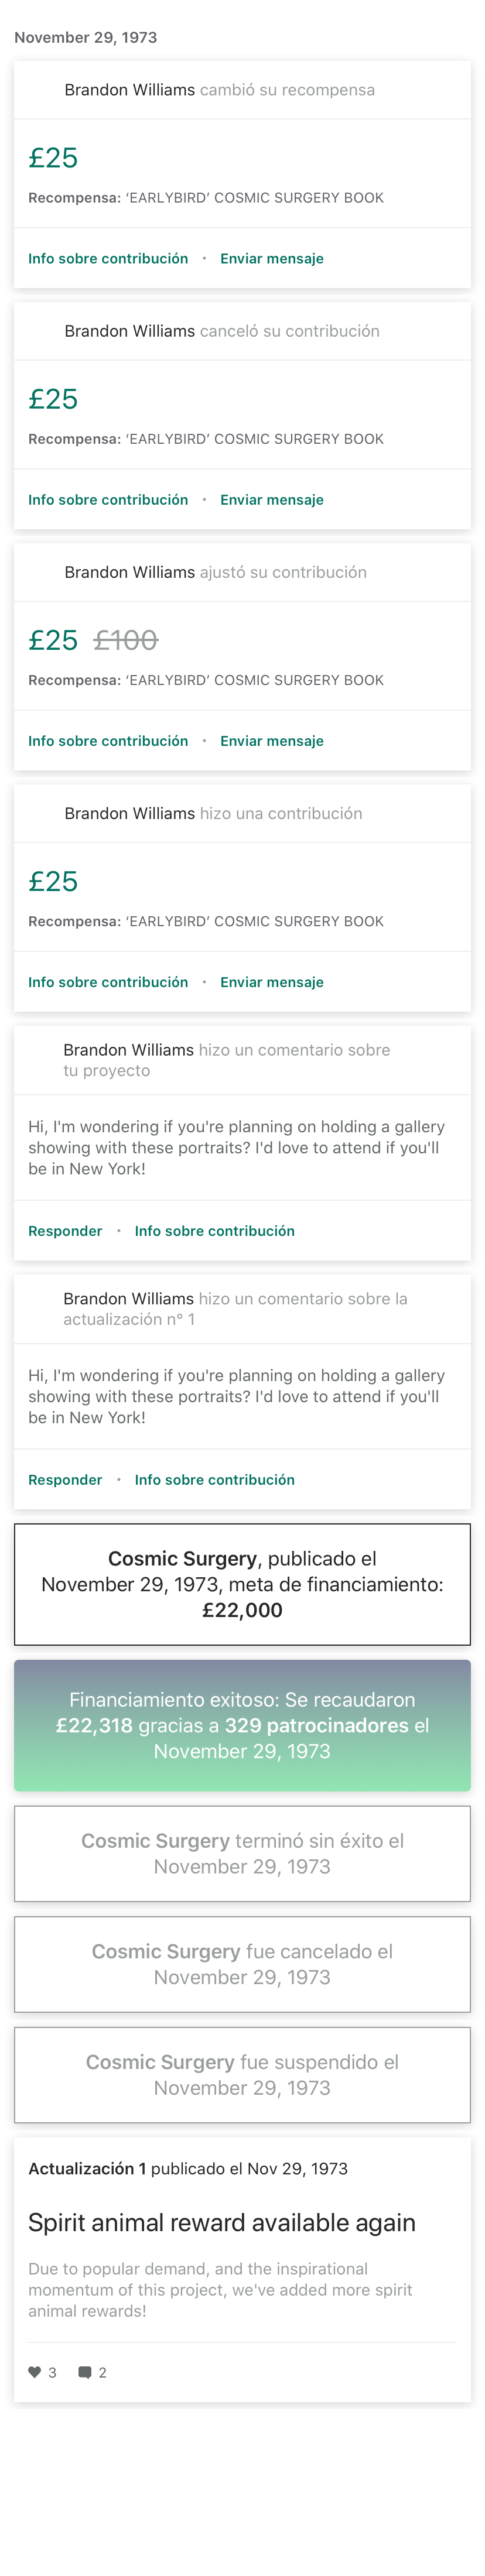 November 29, 1973
Brandon Williams cambió su recompensa
£25
Recompensa: ‘EARLYBIRD’ COSMIC SURGERY BOOK
Info sobre contribución • Enviar mensaje
Brandon Williams canceló su contribución
£25
Recompensa: ‘EARLYBIRD’ COSMIC SURGERY BOOK
Info sobre contribución • Enviar mensaje
Brandon Williams ajustó su contribución
£25 £100
Recompensa: ‘EARLYBIRD’ COSMIC SURGERY BOOK
Info sobre contribución • Enviar mensaje
Brandon Williams hizo una contribución
£25
Recompensa: ‘EARLYBIRD’ COSMIC SURGERY BOOK
Info sobre contribución • Enviar mensaje
Brandon Williams hizo un comentario sobre
tu proyecto
Hi, I'm wondering if you're planning on holding a gallery
showing with these portraits? I'd love to attend if you'll
be in New York!
Responder • Info sobre contribución
Brandon Williams hizo un comentario sobre la
actualización n° 1
Hi, I'm wondering if you're planning on holding a gallery
showing with these portraits? I'd love to attend if you'll
be in New York!
Responder • Info sobre contribución
Cosmic Surgery, publicado el
November 29, 1973, meta de financiamiento:
£22,000
Financiamiento exitoso: Se recaudaron
£22,318 gracias a 329 patrocinadores el
November 29, 1973
Cosmic Surgery terminó sin éxito el
November 29, 1973
Cosmic Surgery fue cancelado el
November 29, 1973
Cosmic Surgery fue suspendido el
November 29, 1973
Actualización 1 publicado el Nov 29, 1973
Spirit animal reward available again
Due to popular demand, and the inspirational
momentum of this project, we've added more spirit
animal rewards!
3 2